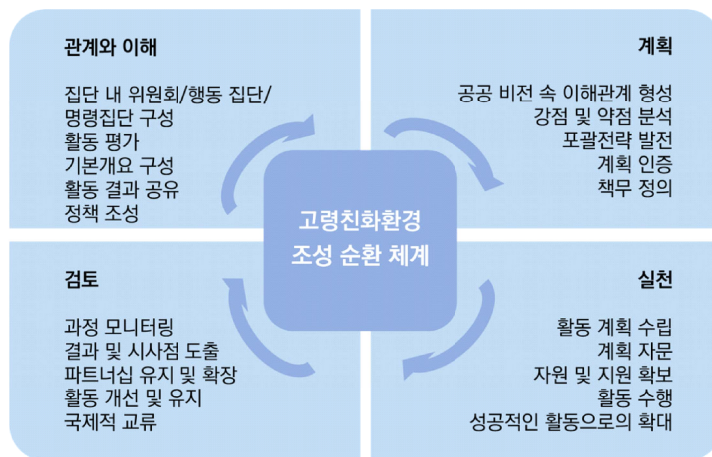 관계와 이해
집단 내 위원회/행동 집단/
명령집단 구성
활동 평가
기본개요 구성
활동 결과 공유
정책 조성
계획
공공 비전 속 이해관계 형성
강점 및 약점 분석
포괄전략 발전
계획 인증
책무 정의
고령친화환경
조성 순환 체계
검토
과정 모니터링
결과 및 시사점 도출
파트너십 유지 및 확장
활동 개선 및 유지
국제적 교류
실천
활동 계획 수립
계획 자문
자원 및 지원 확보
활동 수행
성공적인 활동으로의 확대